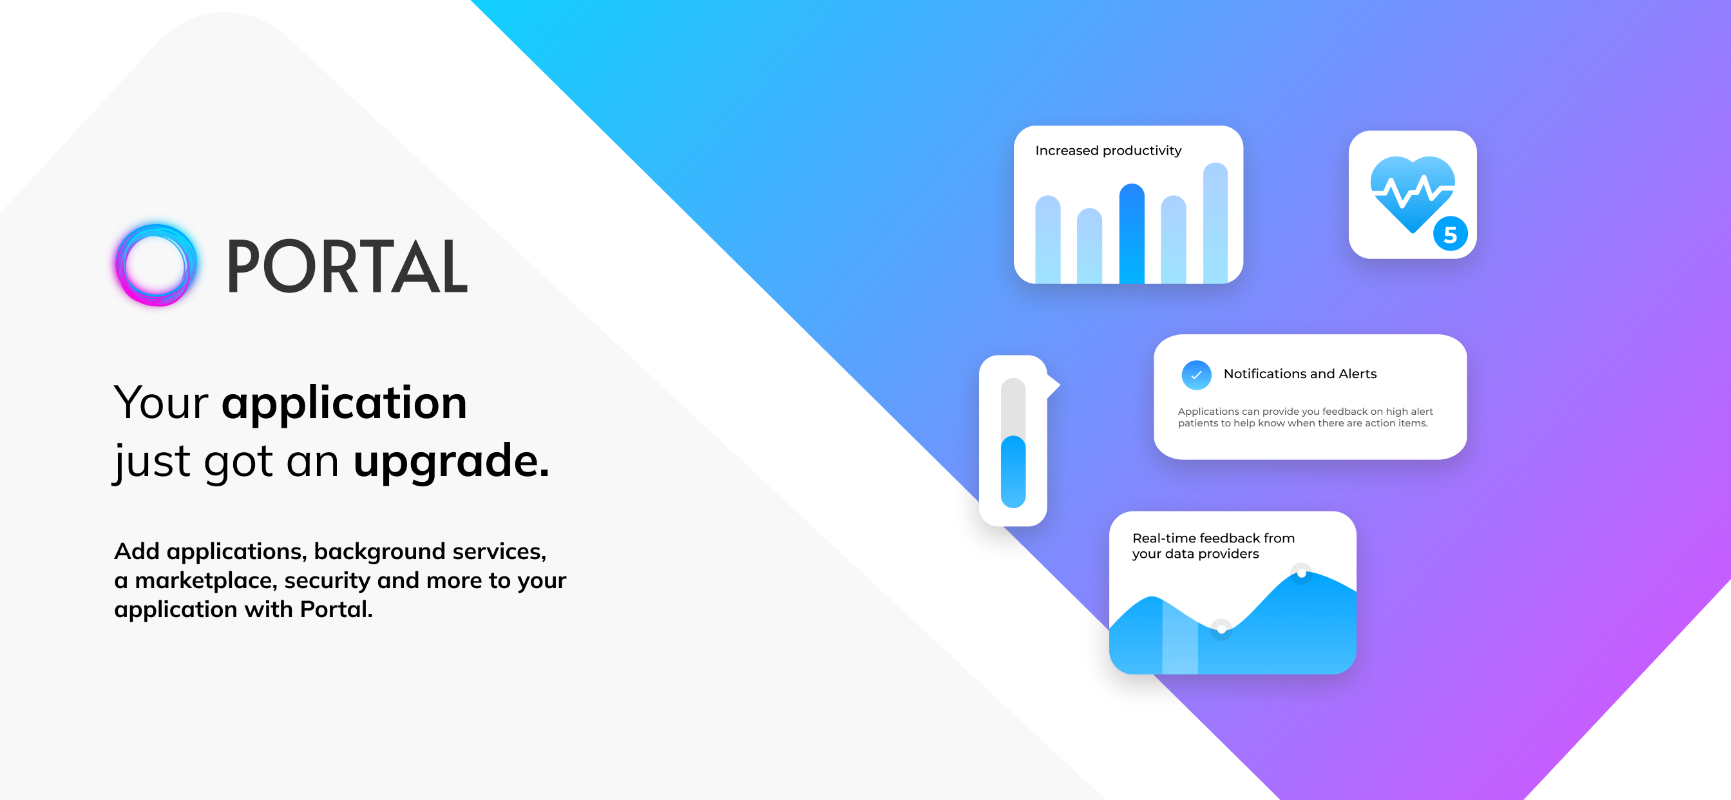 PORTAL
Your application
just got an upgrade.
Add applications, background services,
a marketplace, security and more to your
application with Portal.
Increased productivity
5
Notifications and Alerts
Applications can provide you feedback on high alert
patients to help know when there are action items.
Real-time feedback from
your data providers